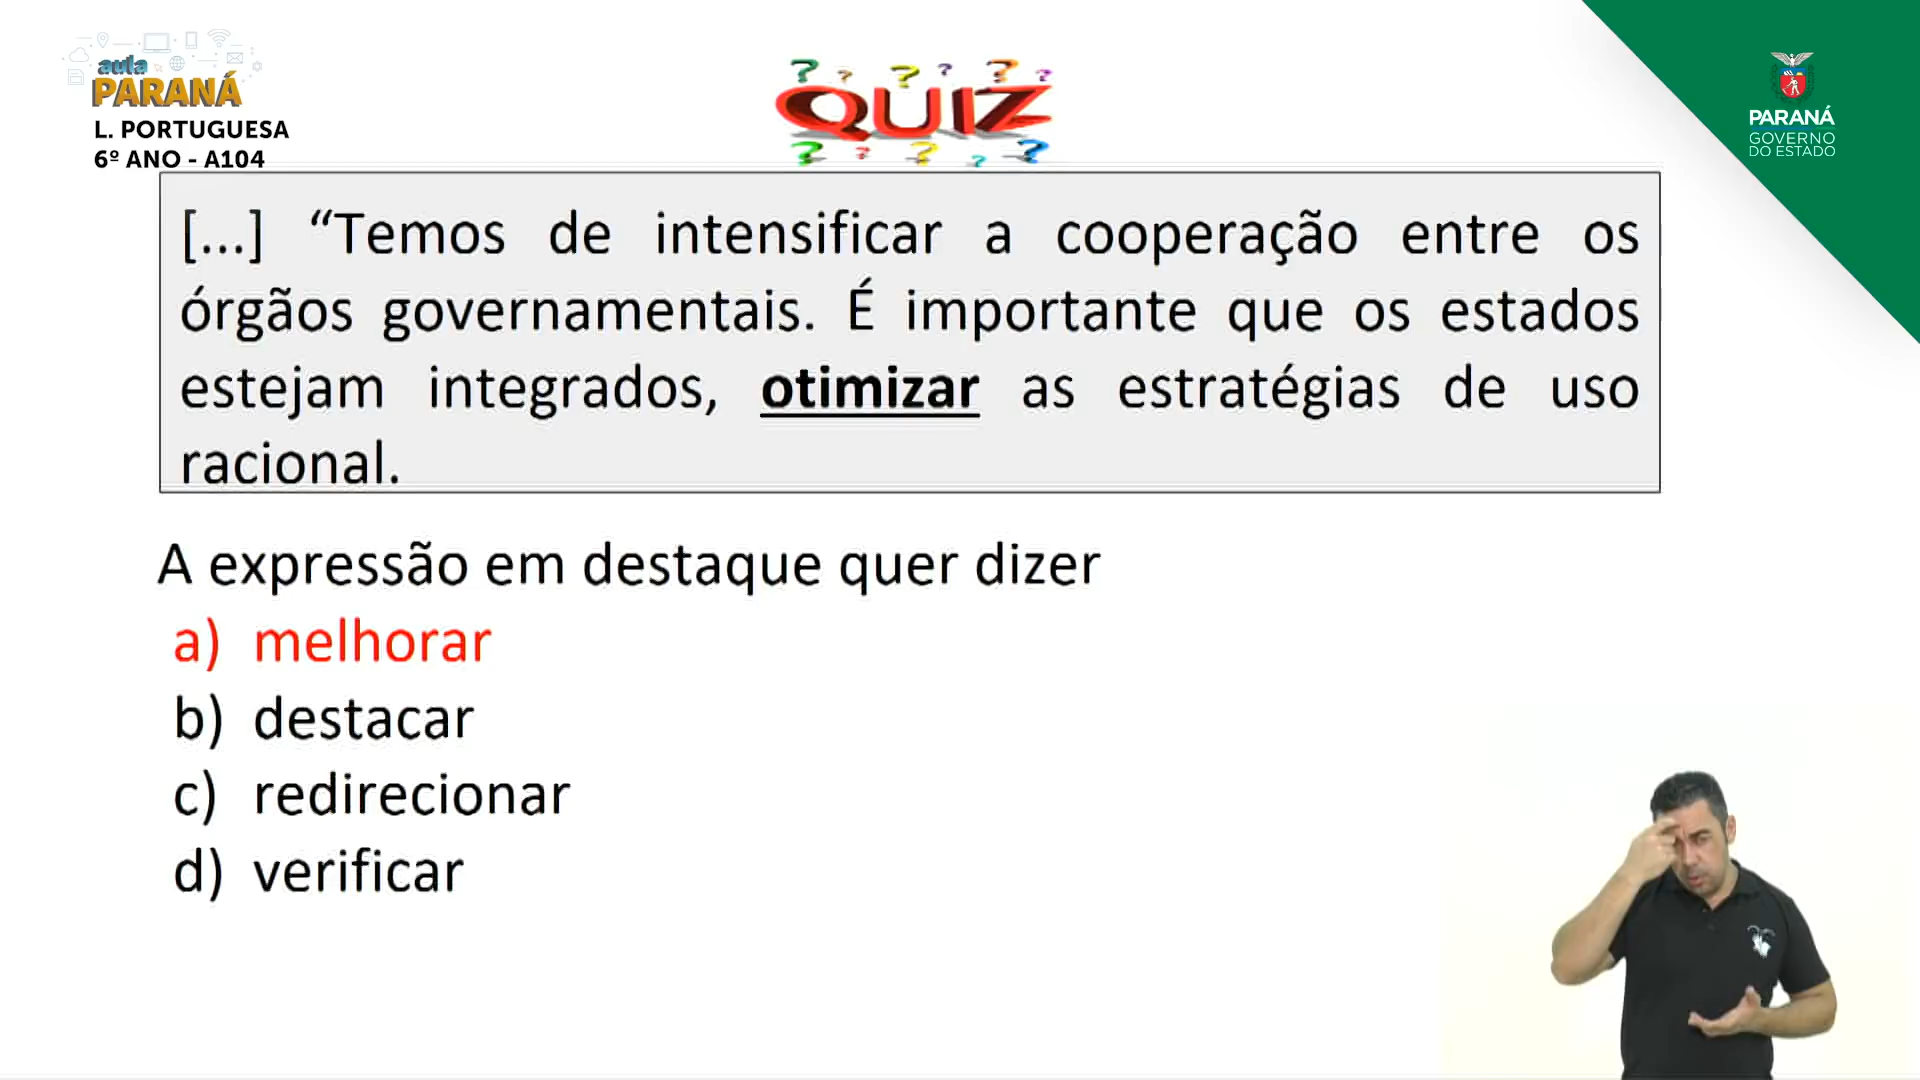 aula
PARANÁ
L. PORTUGUESA
6º ANO - A104
QUIZ
PARANÁ
GOVERNO
DO ESTADO
[...] “Temos de intensificar a cooperação entre os
órgãos governamentais. É importante que os estados
estejam integrados, otimizar as estratégias de uso
racional.
A expressão em destaque quer dizer
a) melhorar
b) destacar
c) redirecionar
d) verificar